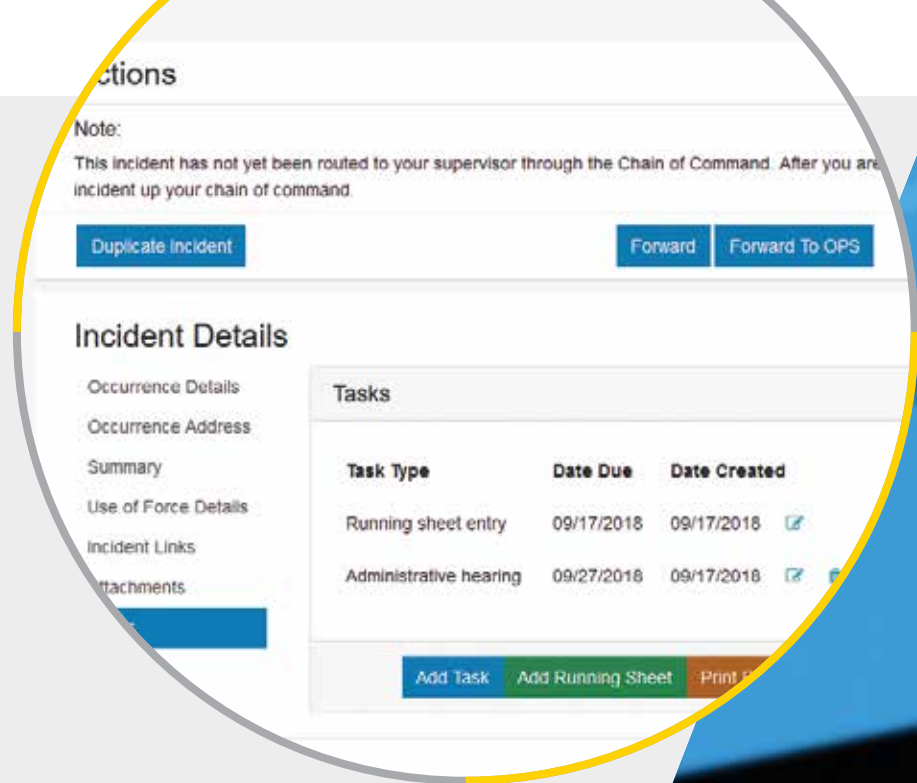 ctions
Note:
This incident has not yet been routed to your supervisor through the Chain of Command. After you are
incident up your chain of command.
Duplicate Incident
Forward
Forward To OPS
Incident Details
Occurrence Details
Occurrence Address
Summary
Use of Force Details
Incident Links
ttachments
Tasks
Task Type Date Due Date Created
Running sheet entry 09/17/2018 09/17/2018
Administrative hearing 09/27/2018 09/17/2018
Add Task Add Running Sheet Print